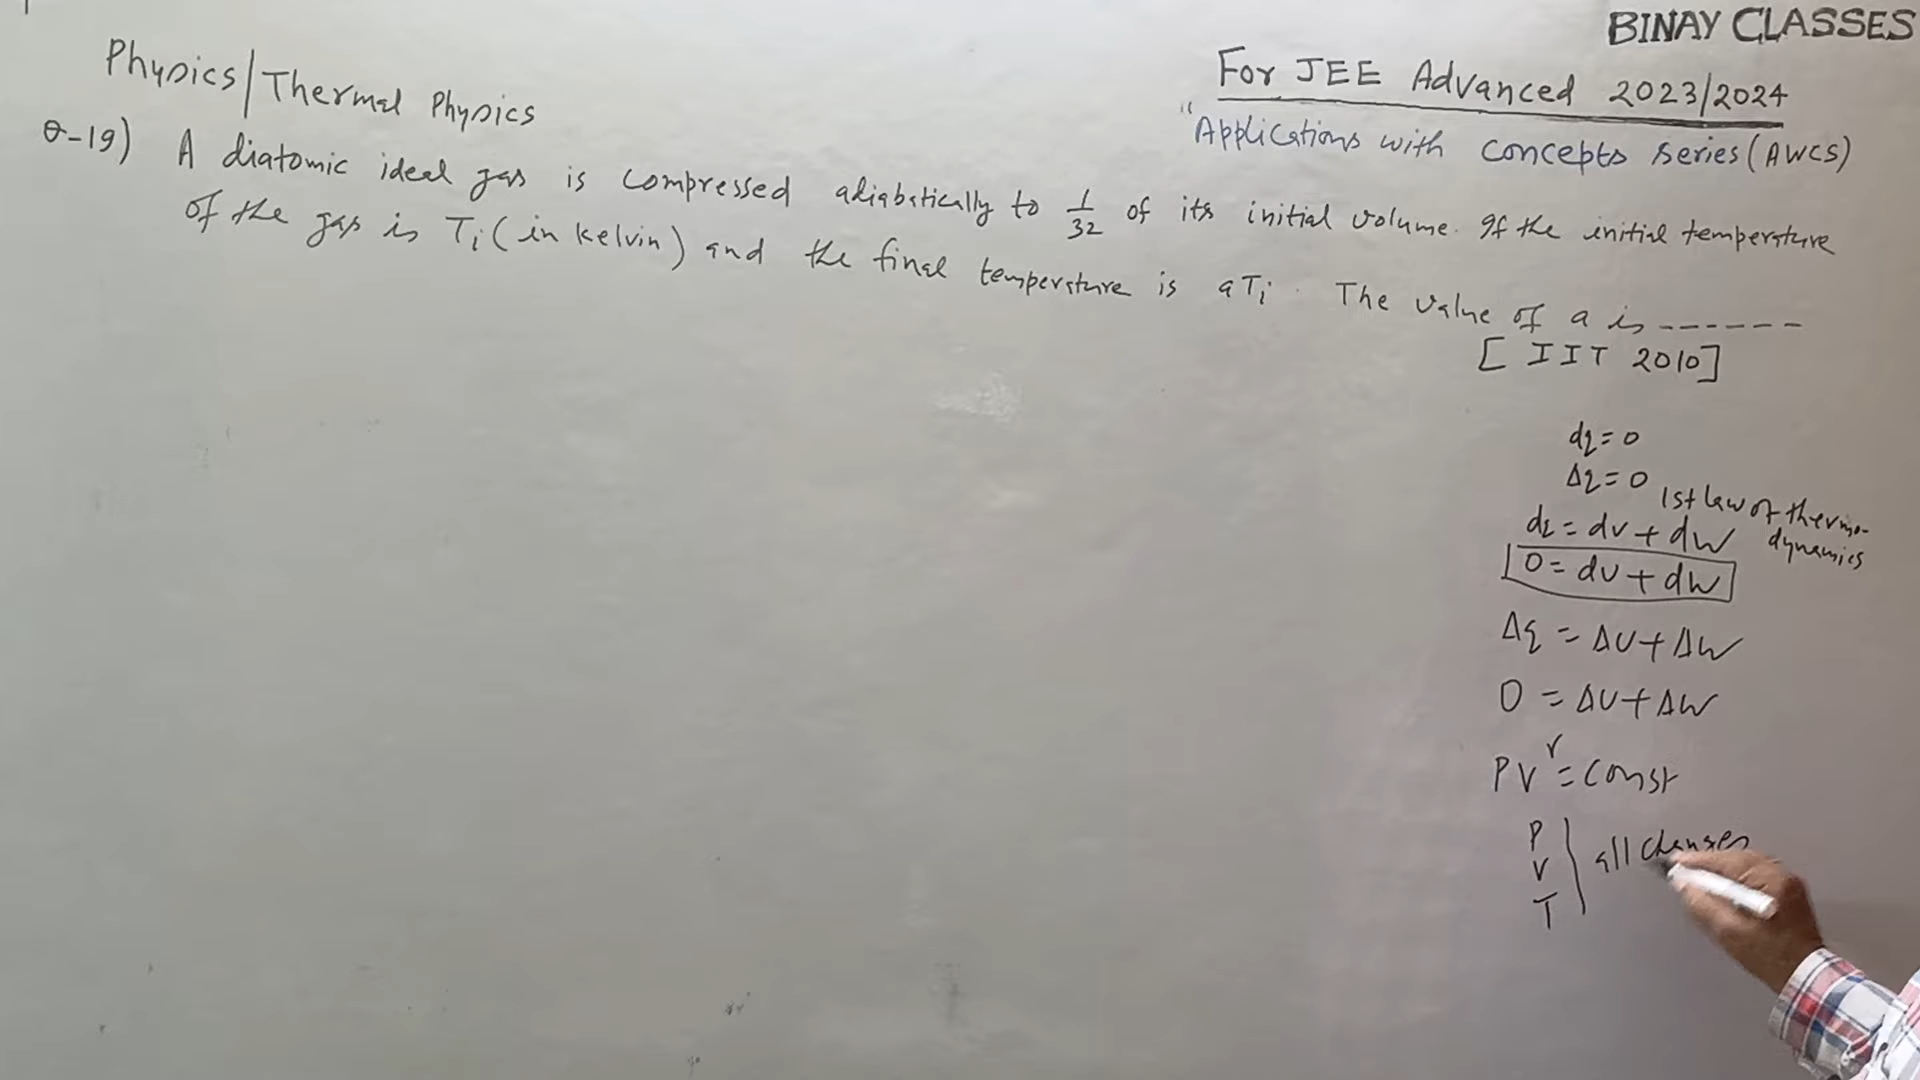 BINAY CLASSES
Physics/Thermal Physics
For JEE Advanced 2023/2024
"Applications with concepts series (AWCS)
Q-19) A diatomic ideal gas is compressed adiabatically to 1/32 of its initial volume. If the initial temperature
of the gas is Ti (in kelvin) and the final temperature is aTi. The value of a is ------
[IIT 2010]
dq = 0
Δq = 0
1st law of thermo-
dynamics
dq = dU + dW
0 = dU + dW
Δq = ΔU + ΔW
0 = ΔU + ΔW
PV^γ = Const
P
V
T
all changes